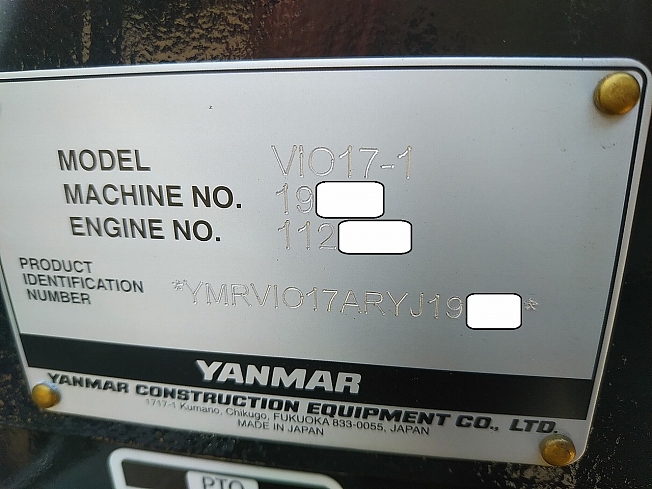 MODEL VIO17-1
MACHINE NO. 19
ENGINE NO. 112
PRODUCT
IDENTIFICATION
NUMBER
*YMRVIO17ARYJ19 *
YANMAR
YANMAR CONSTRUCTION EQUIPMENT CO., LTD.
1717-1 Kumano, Chikugo, FUKUOKA 833-0055, JAPAN
MADE IN JAPAN
PTO